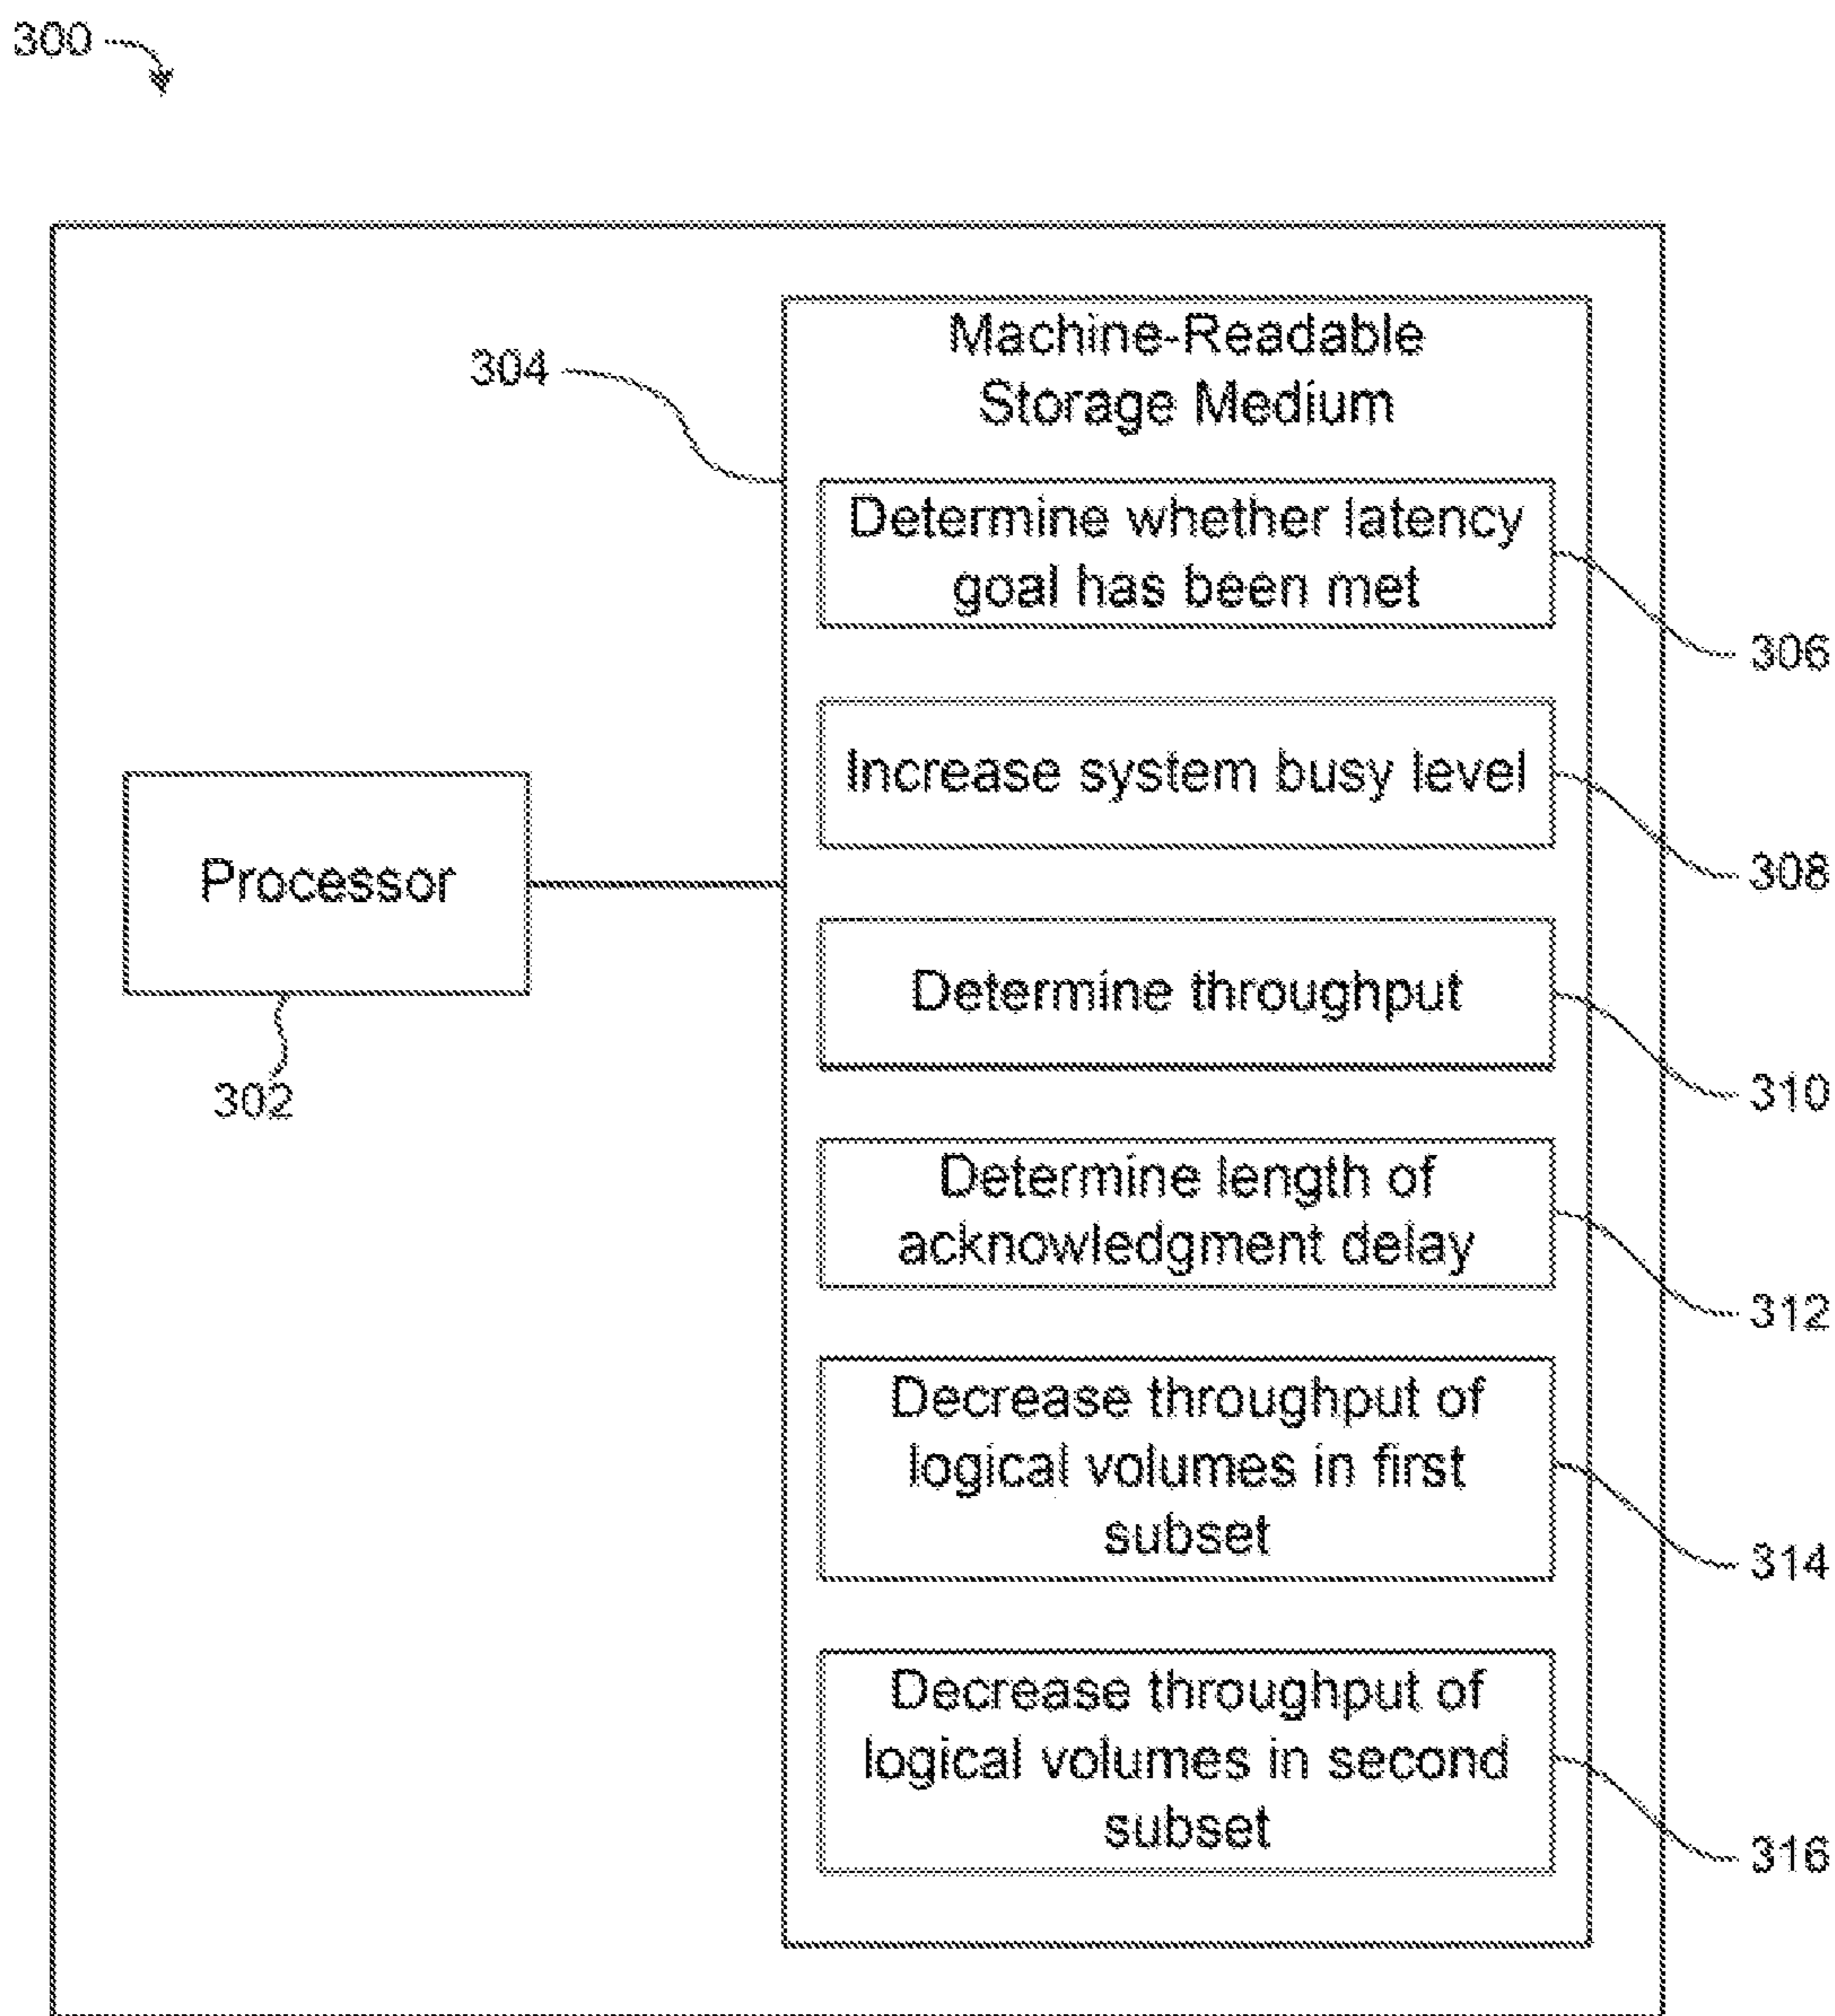 300
Machine-Readable
Storage Medium
304
Determine whether latency
goal has been met
306
Increase system busy level
308
Processor
302
Determine throughput
310
Determine length of
acknowledgment delay
312
Decrease throughput of
logical volumes in first
subset
314
Decrease throughput of
logical volumes in second
subset
316